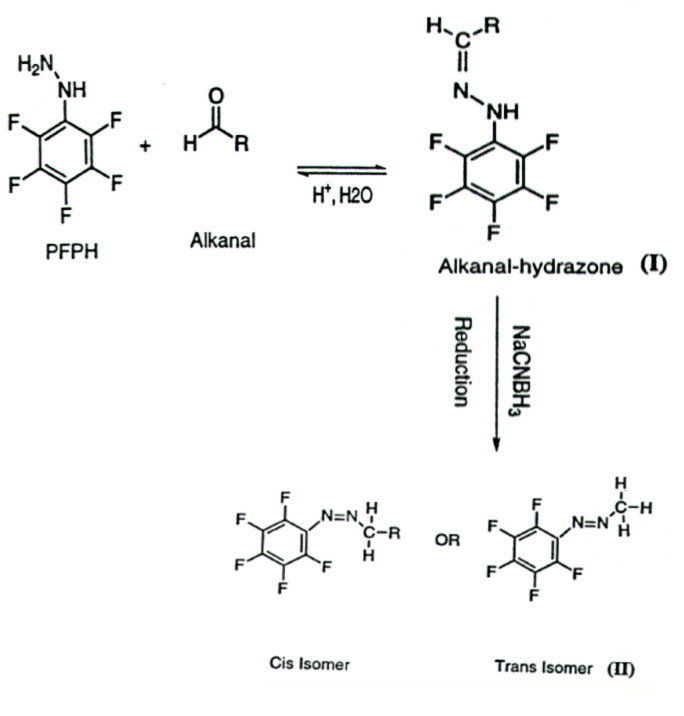 H₂N
NH
F
F
F
F
F
PFPH
+
O
H
R
Alkanal
H⁺, H2O
H
R
C
N
NH
F
F
F
F
F
Alkanal-hydrazone (I)
Reduction
NaCNBH₃
F
F
F
F
F
N=N
H
C-R
H
Cis Isomer
OR
F
F
F
F
F
N=N
H
C-H
H
Trans Isomer (II)